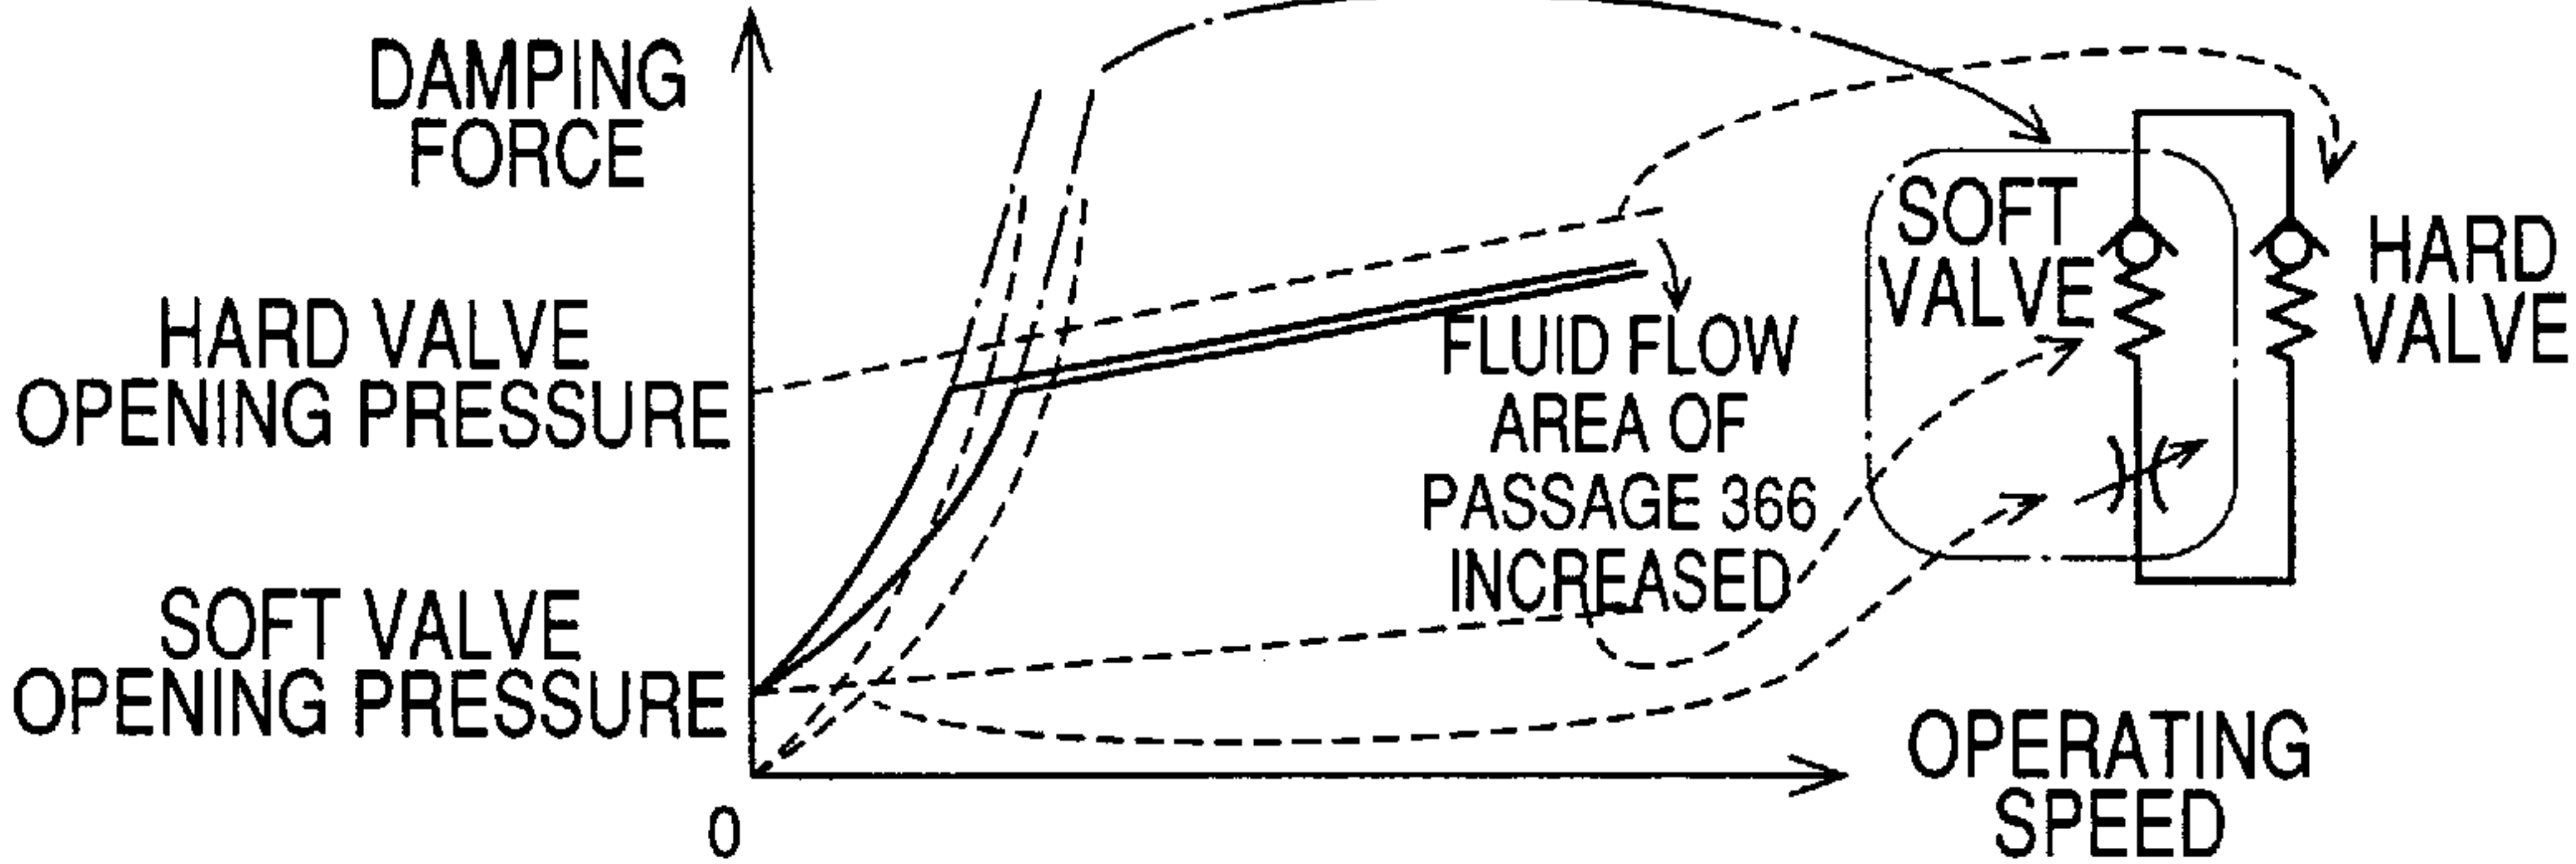 DAMPING
FORCE
HARD VALVE
OPENING PRESSURE
SOFT VALVE
OPENING PRESSURE
0
FLUID FLOW
AREA OF
PASSAGE 366
INCREASED
OPERATING
SPEED
SOFT
VALVE
HARD
VALVE